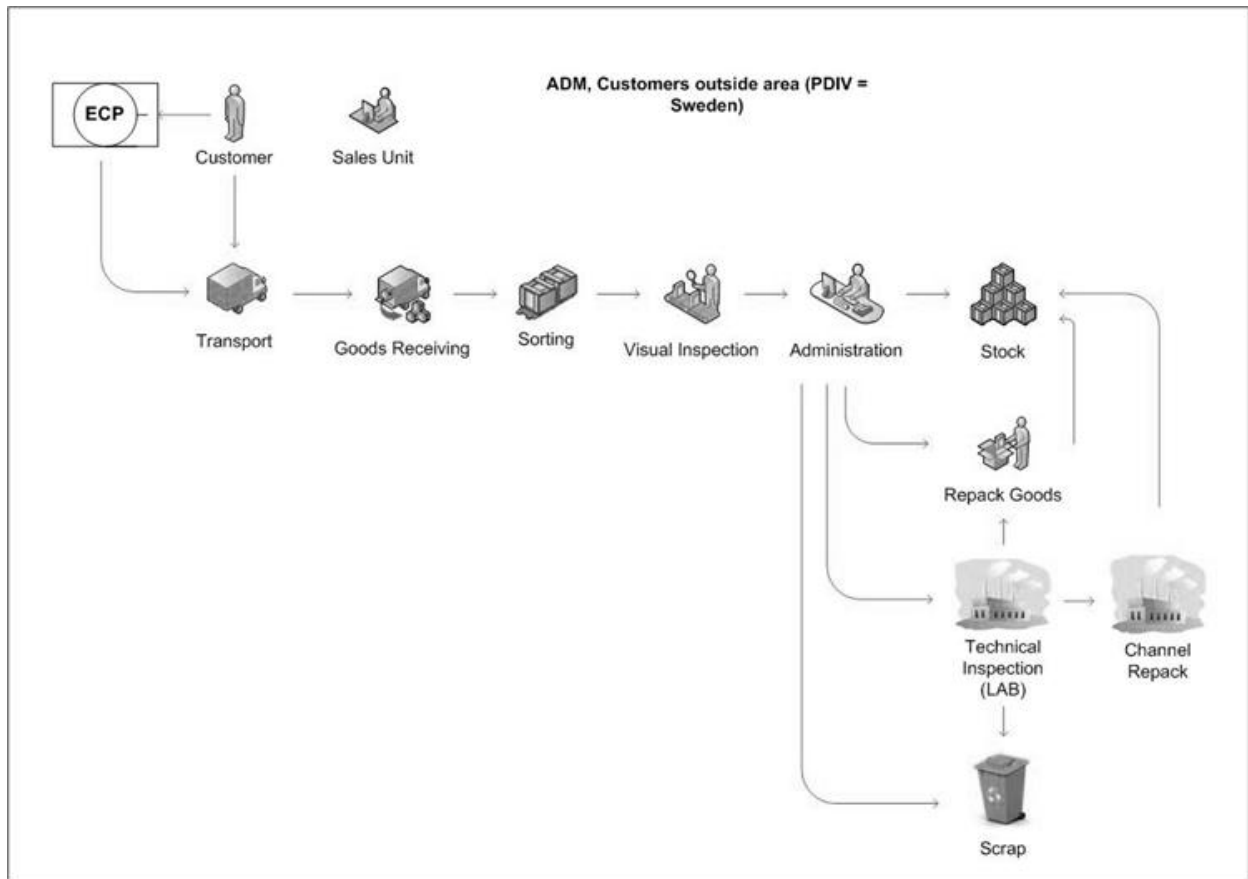 ADM, Customers outside area (PDIV =
Sweden)
ECP
Customer
Sales Unit
Transport
Goods Receiving
Sorting
Visual Inspection
Administration
Stock
Repack Goods
Technical
Inspection
(LAB)
Channel
Repack
Scrap